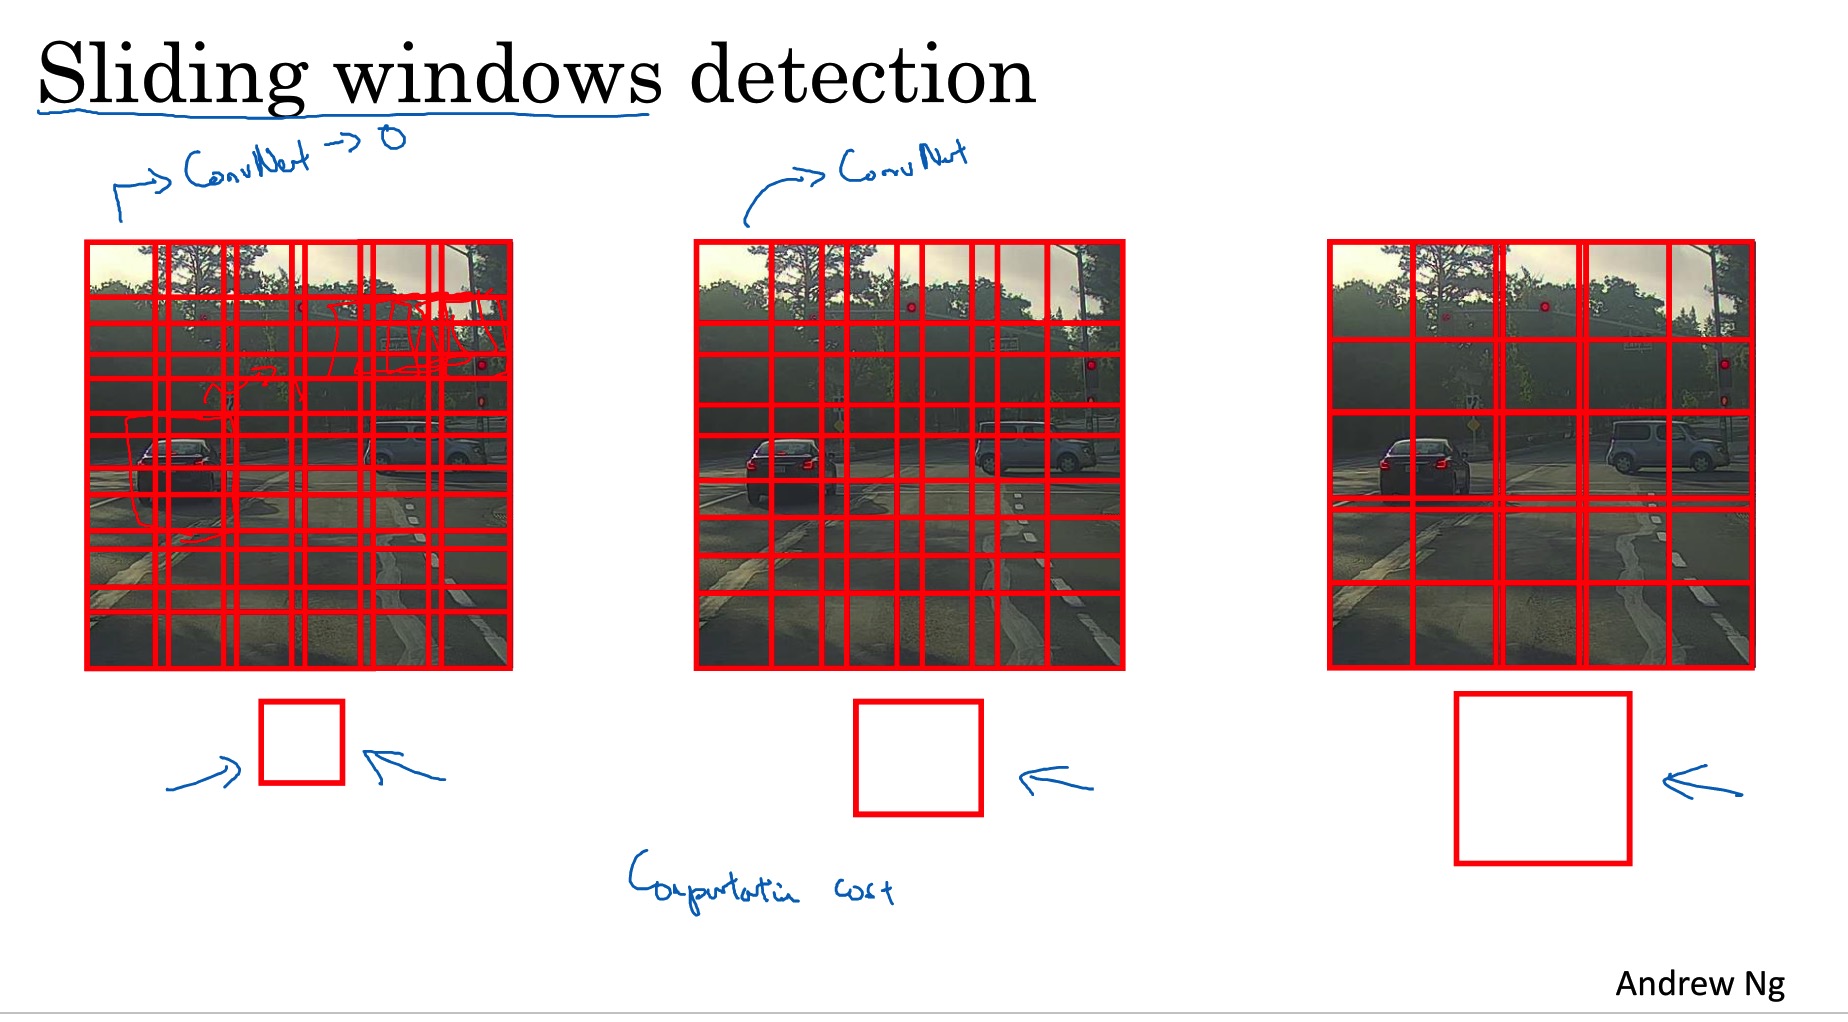 Sliding windows detection
ConvNet → 0
ConvNet
Computation cost
Andrew Ng